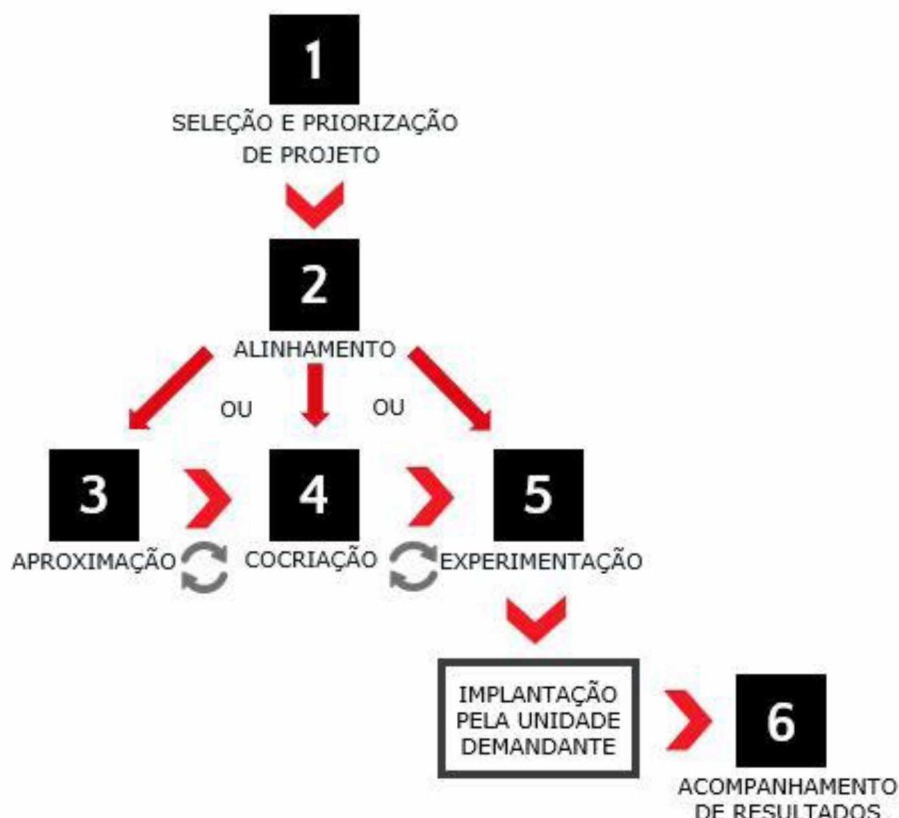 1
SELEÇÃO E PRIORIZAÇÃO
DE PROJETO
2
ALINHAMENTO
OU
OU
3
4
5
APROXIMAÇÃO
COCRIAÇÃO
EXPERIMENTAÇÃO
IMPLANTAÇÃO
PELA UNIDADE
DEMANDANTE
6
ACOMPANHAMENTO
DE RESULTADOS